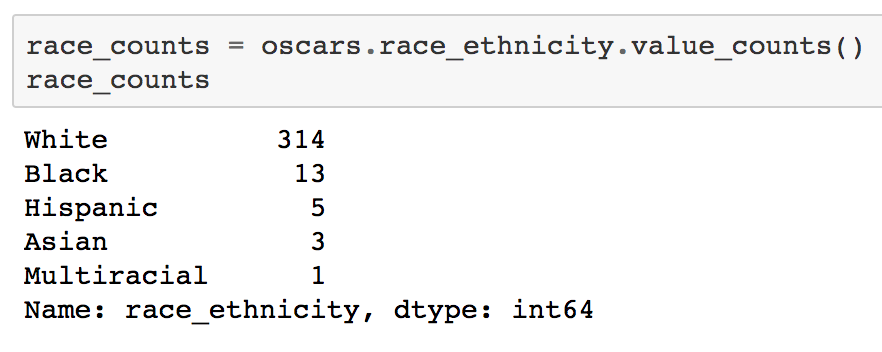 race_counts = oscars.race_ethnicity.value_counts()
race_counts
White          314
Black           13
Hispanic         5
Asian            3
Multiracial      1
Name: race_ethnicity, dtype: int64